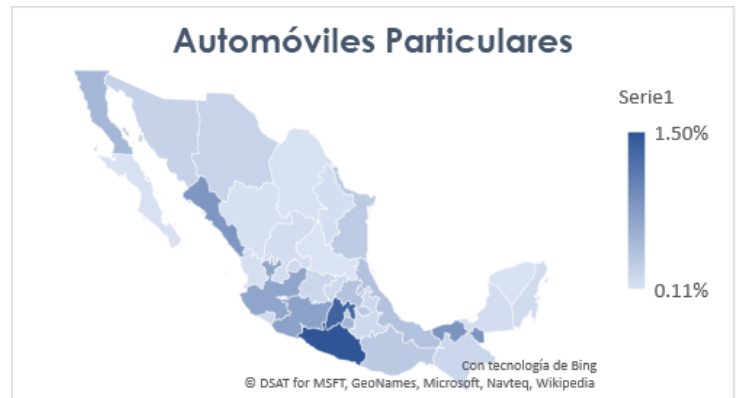 Automóviles Particulares
Serie1
1.50%
0.11%
Con tecnología de Bing
© DSAT for MSFT, GeoNames, Microsoft, Navteq, Wikipedia